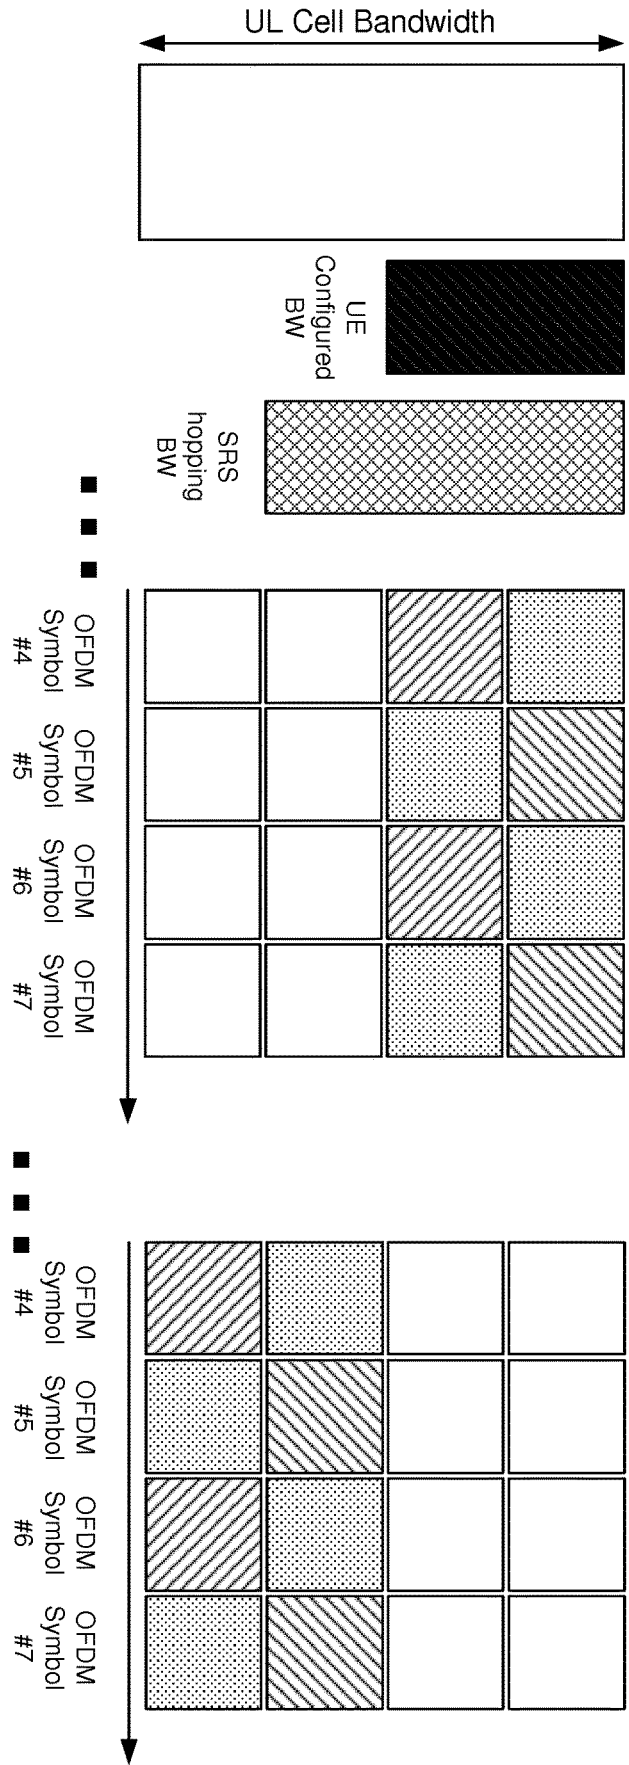 UL Cell Bandwidth
UE
Configured
BW
SRS
hopping
BW
OFDM
Symbol
#4
OFDM
Symbol
#5
OFDM
Symbol
#6
OFDM
Symbol
#7
OFDM
Symbol
#4
OFDM
Symbol
#5
OFDM
Symbol
#6
OFDM
Symbol
#7